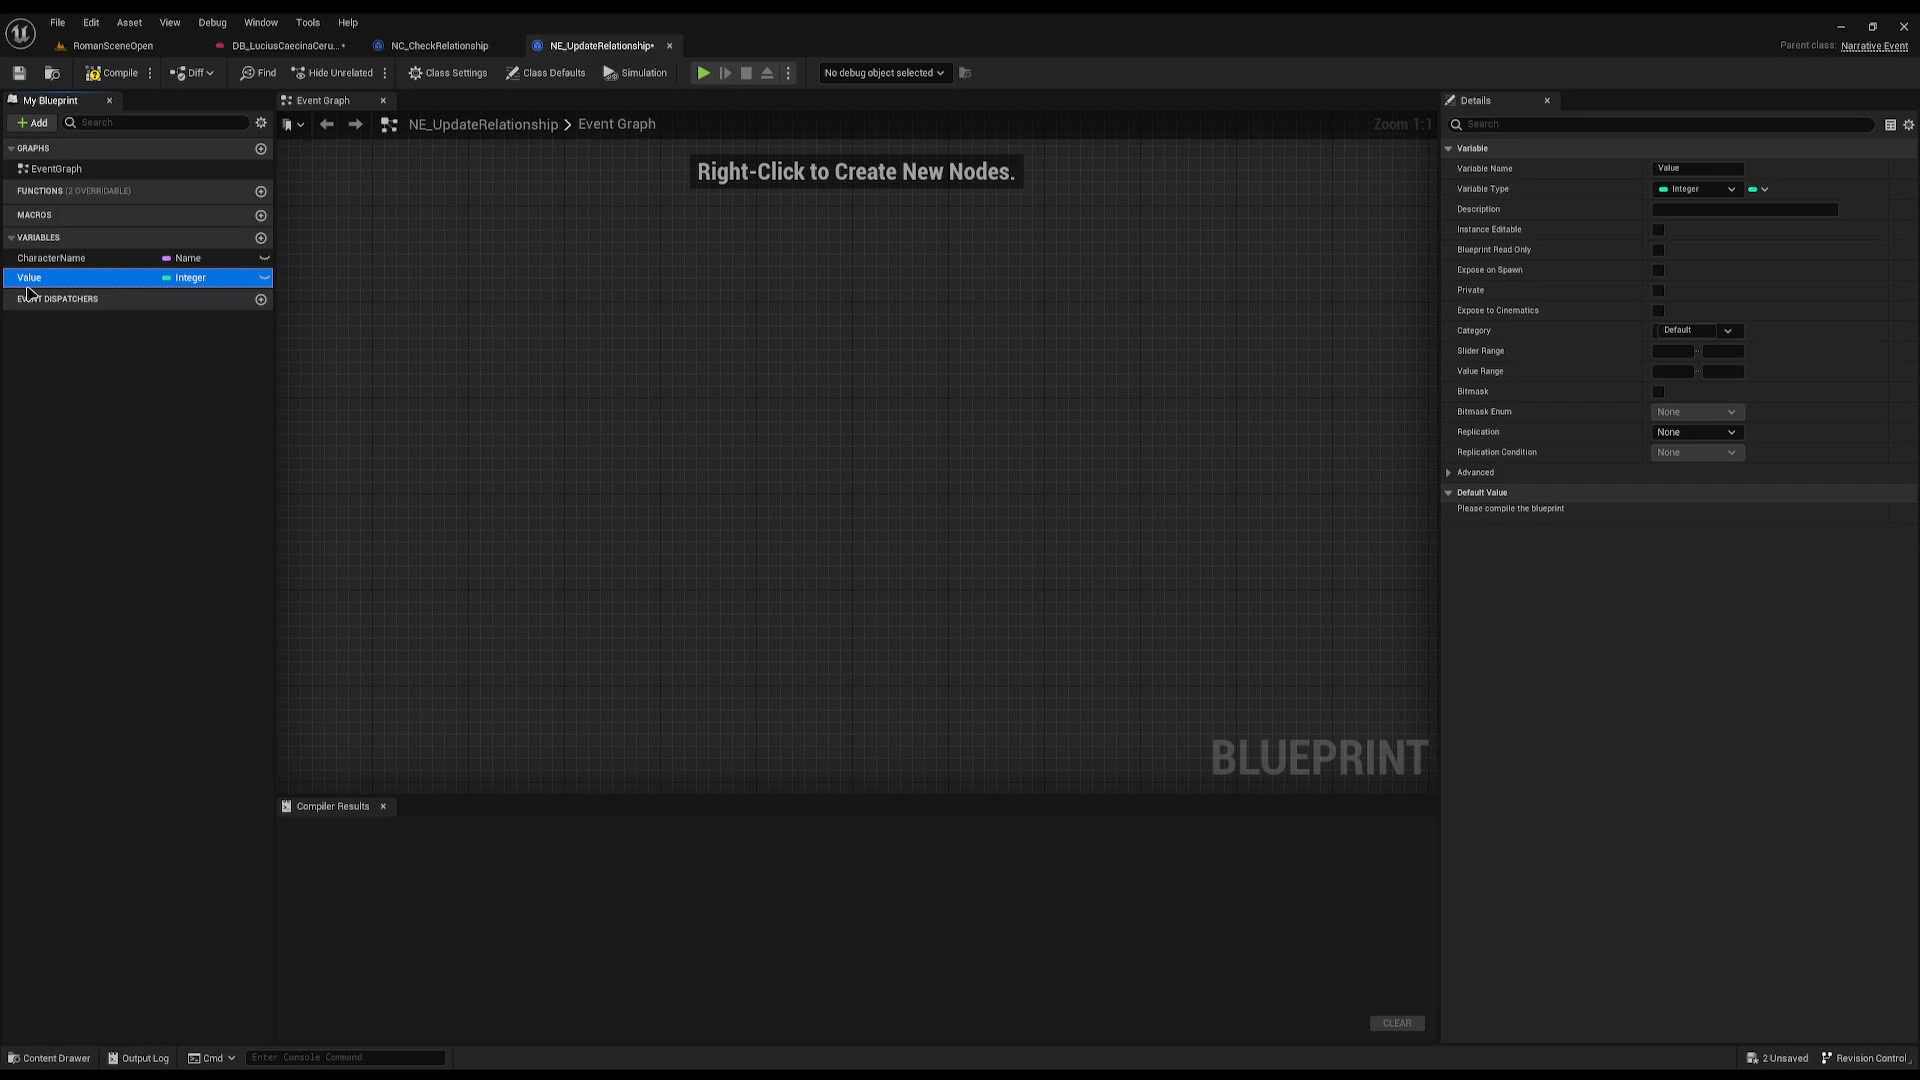 File Edit Asset View Debug Window Tools Help
RomanSceneOpen DB_LuciusCaecinaCeru...• NC_CheckRelationship NE_UpdateRelationship•
Parent class: Narrative Event
Compile Diff Find Hide Unrelated Class Settings Class Defaults Simulation No debug object selected
My Blueprint
Event Graph
Details
Add Search
NE_UpdateRelationship > Event Graph
Zoom 1:1
Search
GRAPHS
EventGraph
FUNCTIONS (2 OVERRIDABLE)
MACROS
VARIABLES
CharacterName Name
Value Integer
EVENT DISPATCHERS
Right-Click to Create New Nodes.
BLUEPRINT
Variable
Variable Name Value
Variable Type Integer
Description
Instance Editable
Blueprint Read Only
Expose on Spawn
Private
Expose to Cinematics
Category Default
Slider Range
Value Range
Bitmask
Bitmask Enum None
Replication None
Replication Condition None
Advanced
Default Value
Please compile the blueprint
Compiler Results
CLEAR
Content Drawer Output Log Cmd Enter Console Command
2 Unsaved Revision Control